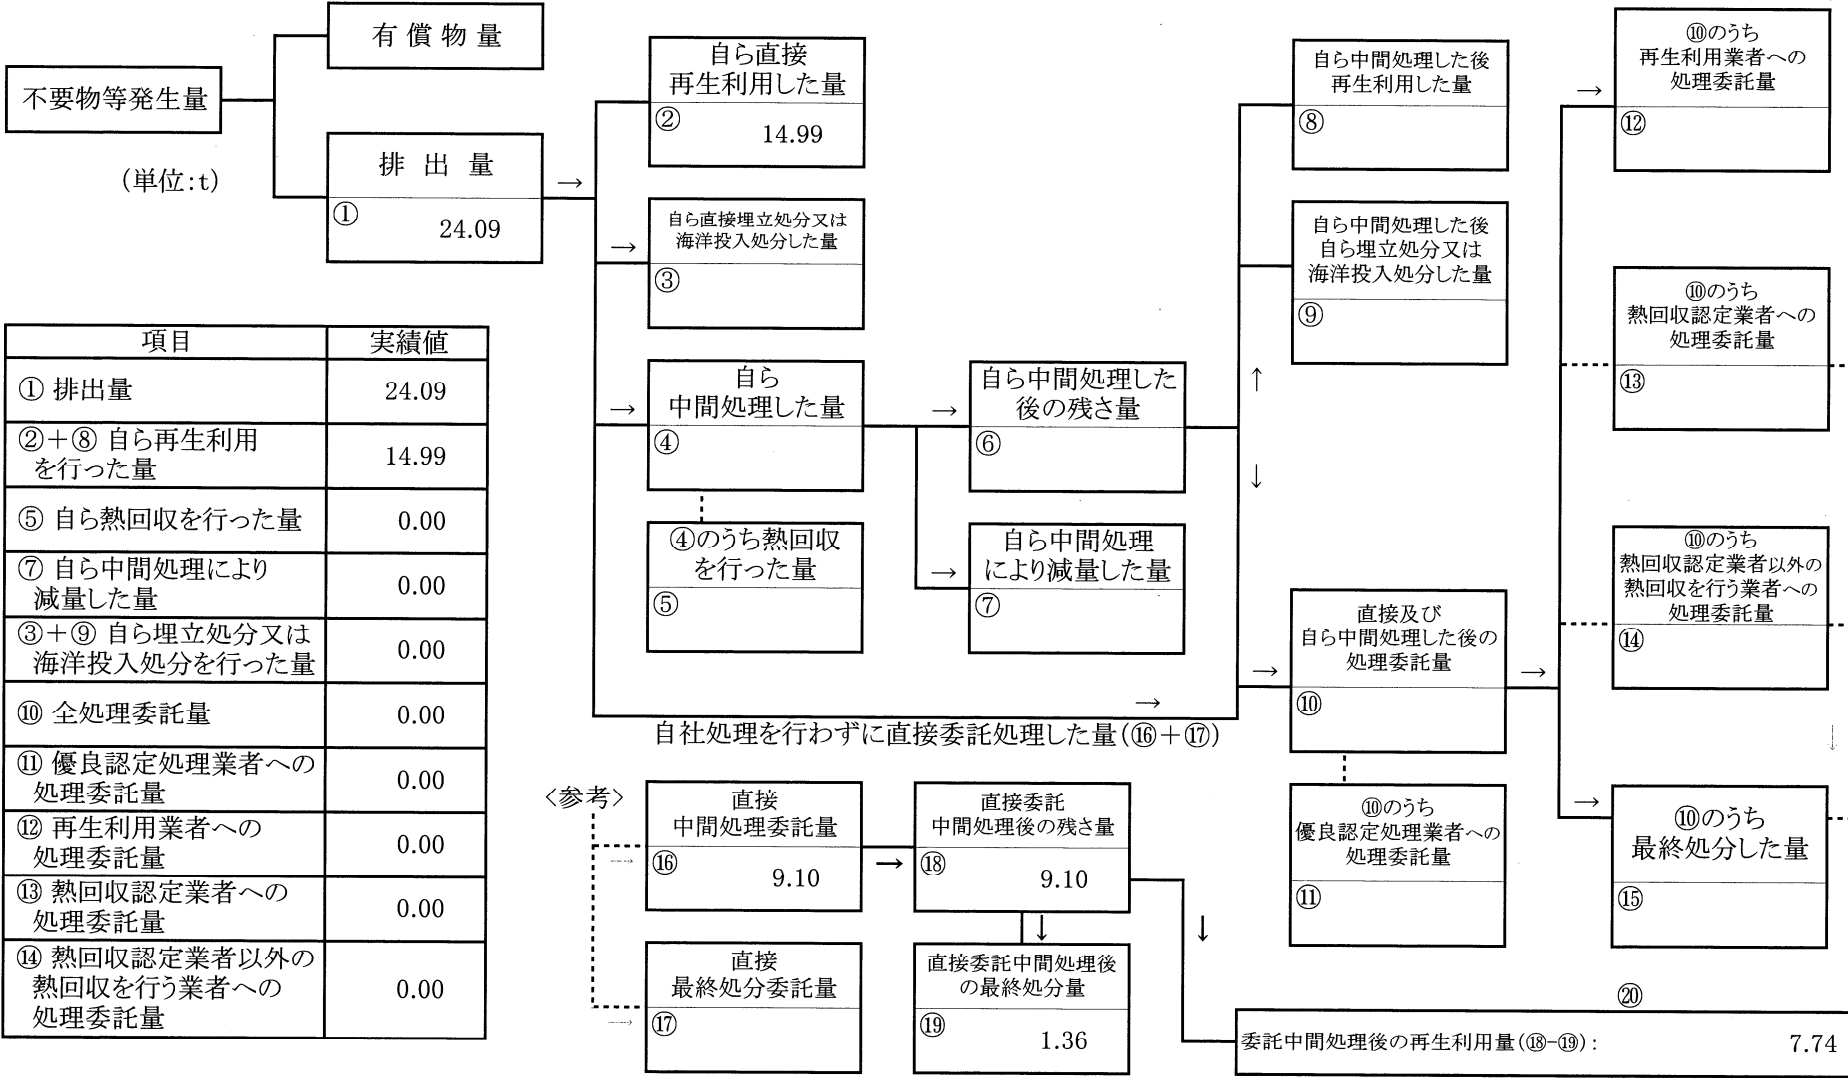 有 償 物 量
不要物等発生量
(単位:t)
排 出 量
①
24.09
→
自ら直接
再生利用した量
②
14.99
→
自ら直接埋立処分又は
海洋投入処分した量
③
→
自ら
中間処理した量
④
④のうち熱回収
を行った量
⑤
→
自ら中間処理した
後の残さ量
⑥
→
自ら中間処理
により減量した量
⑦
自ら中間処理した後
再生利用した量
⑧
自ら中間処理した後
自ら埋立処分又は
海洋投入処分した量
⑨
↑
↓
→
自社処理を行わずに直接委託処理した量(⑯+⑰)
→
直接及び
自ら中間処理した後の
処理委託量
⑩
⑩のうち
優良認定処理業者への
処理委託量
⑪
→
→
⑩のうち
再生利用業者への
処理委託量
⑫
⑩のうち
熱回収認定業者への
処理委託量
⑬
⑩のうち
熱回収認定業者以外の
熱回収を行う業者への
処理委託量
⑭
↓
→
⑩のうち
最終処分した量
⑮
項目 実績値
① 排出量 24.09
②+⑧ 自ら再生利用
を行った量 14.99
⑤ 自ら熱回収を行った量 0.00
⑦ 自ら中間処理により
減量した量 0.00
③+⑨ 自ら埋立処分又は
海洋投入処分を行った量 0.00
⑩ 全処理委託量 0.00
⑪ 優良認定処理業者への
処理委託量 0.00
⑫ 再生利用業者への
処理委託量 0.00
⑬ 熱回収認定業者への
処理委託量 0.00
⑭ 熱回収認定業者以外の
熱回収を行う業者への
処理委託量 0.00
<参考>
→
直接
中間処理委託量
⑯
9.10
→
直接
最終処分委託量
⑰
→
直接委託
中間処理後の残さ量
⑱
9.10
↓
直接委託中間処理後
の最終処分量
⑲
1.36
↓
⑳
委託中間処理後の再生利用量(⑱-⑲): 7.74